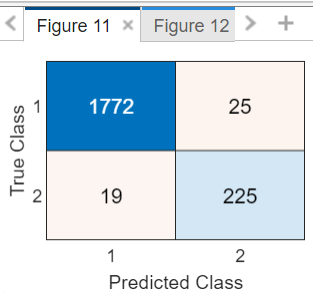 Figure 11 × Figure 12 +
1 1772 25
True Class
2 19 225
1 2
Predicted Class